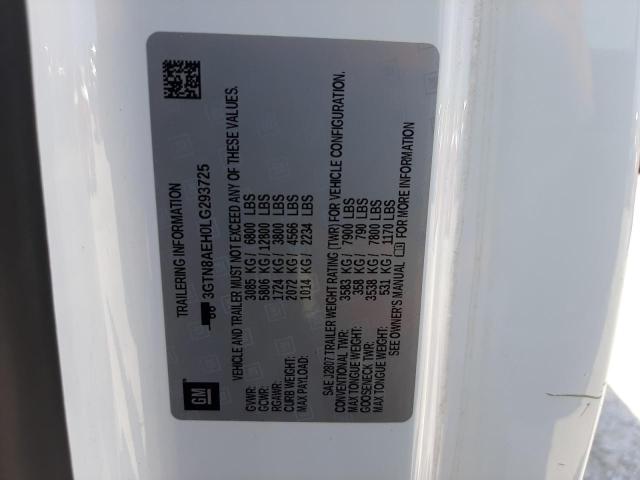 TRAILERING INFORMATION
3GTN8AEH0LG293725
VEHICLE AND TRAILER MUST NOT EXCEED ANY OF THESE VALUES.
GVWR: 3085 KG / 6800 LBS
GCWR: 5806 KG / 12800 LBS
RGAWR: 1724 KG / 3800 LBS
CURB WEIGHT: 2072 KG / 4566 LBS
MAX PAYLOAD: 1014 KG / 2234 LBS
SAE J2807 TRAILER WEIGHT RATING (TWR) FOR VEHICLE CONFIGURATION.
CONVENTIONAL TWR: 3583 KG / 7900 LBS
MAX TONGUE WEIGHT: 358 KG / 790 LBS
GOOSENECK TWR: 3538 KG / 7800 LBS
MAX TONGUE WEIGHT: 531 KG / 1170 LBS
SEE OWNER'S MANUAL FOR MORE INFORMATION
GM